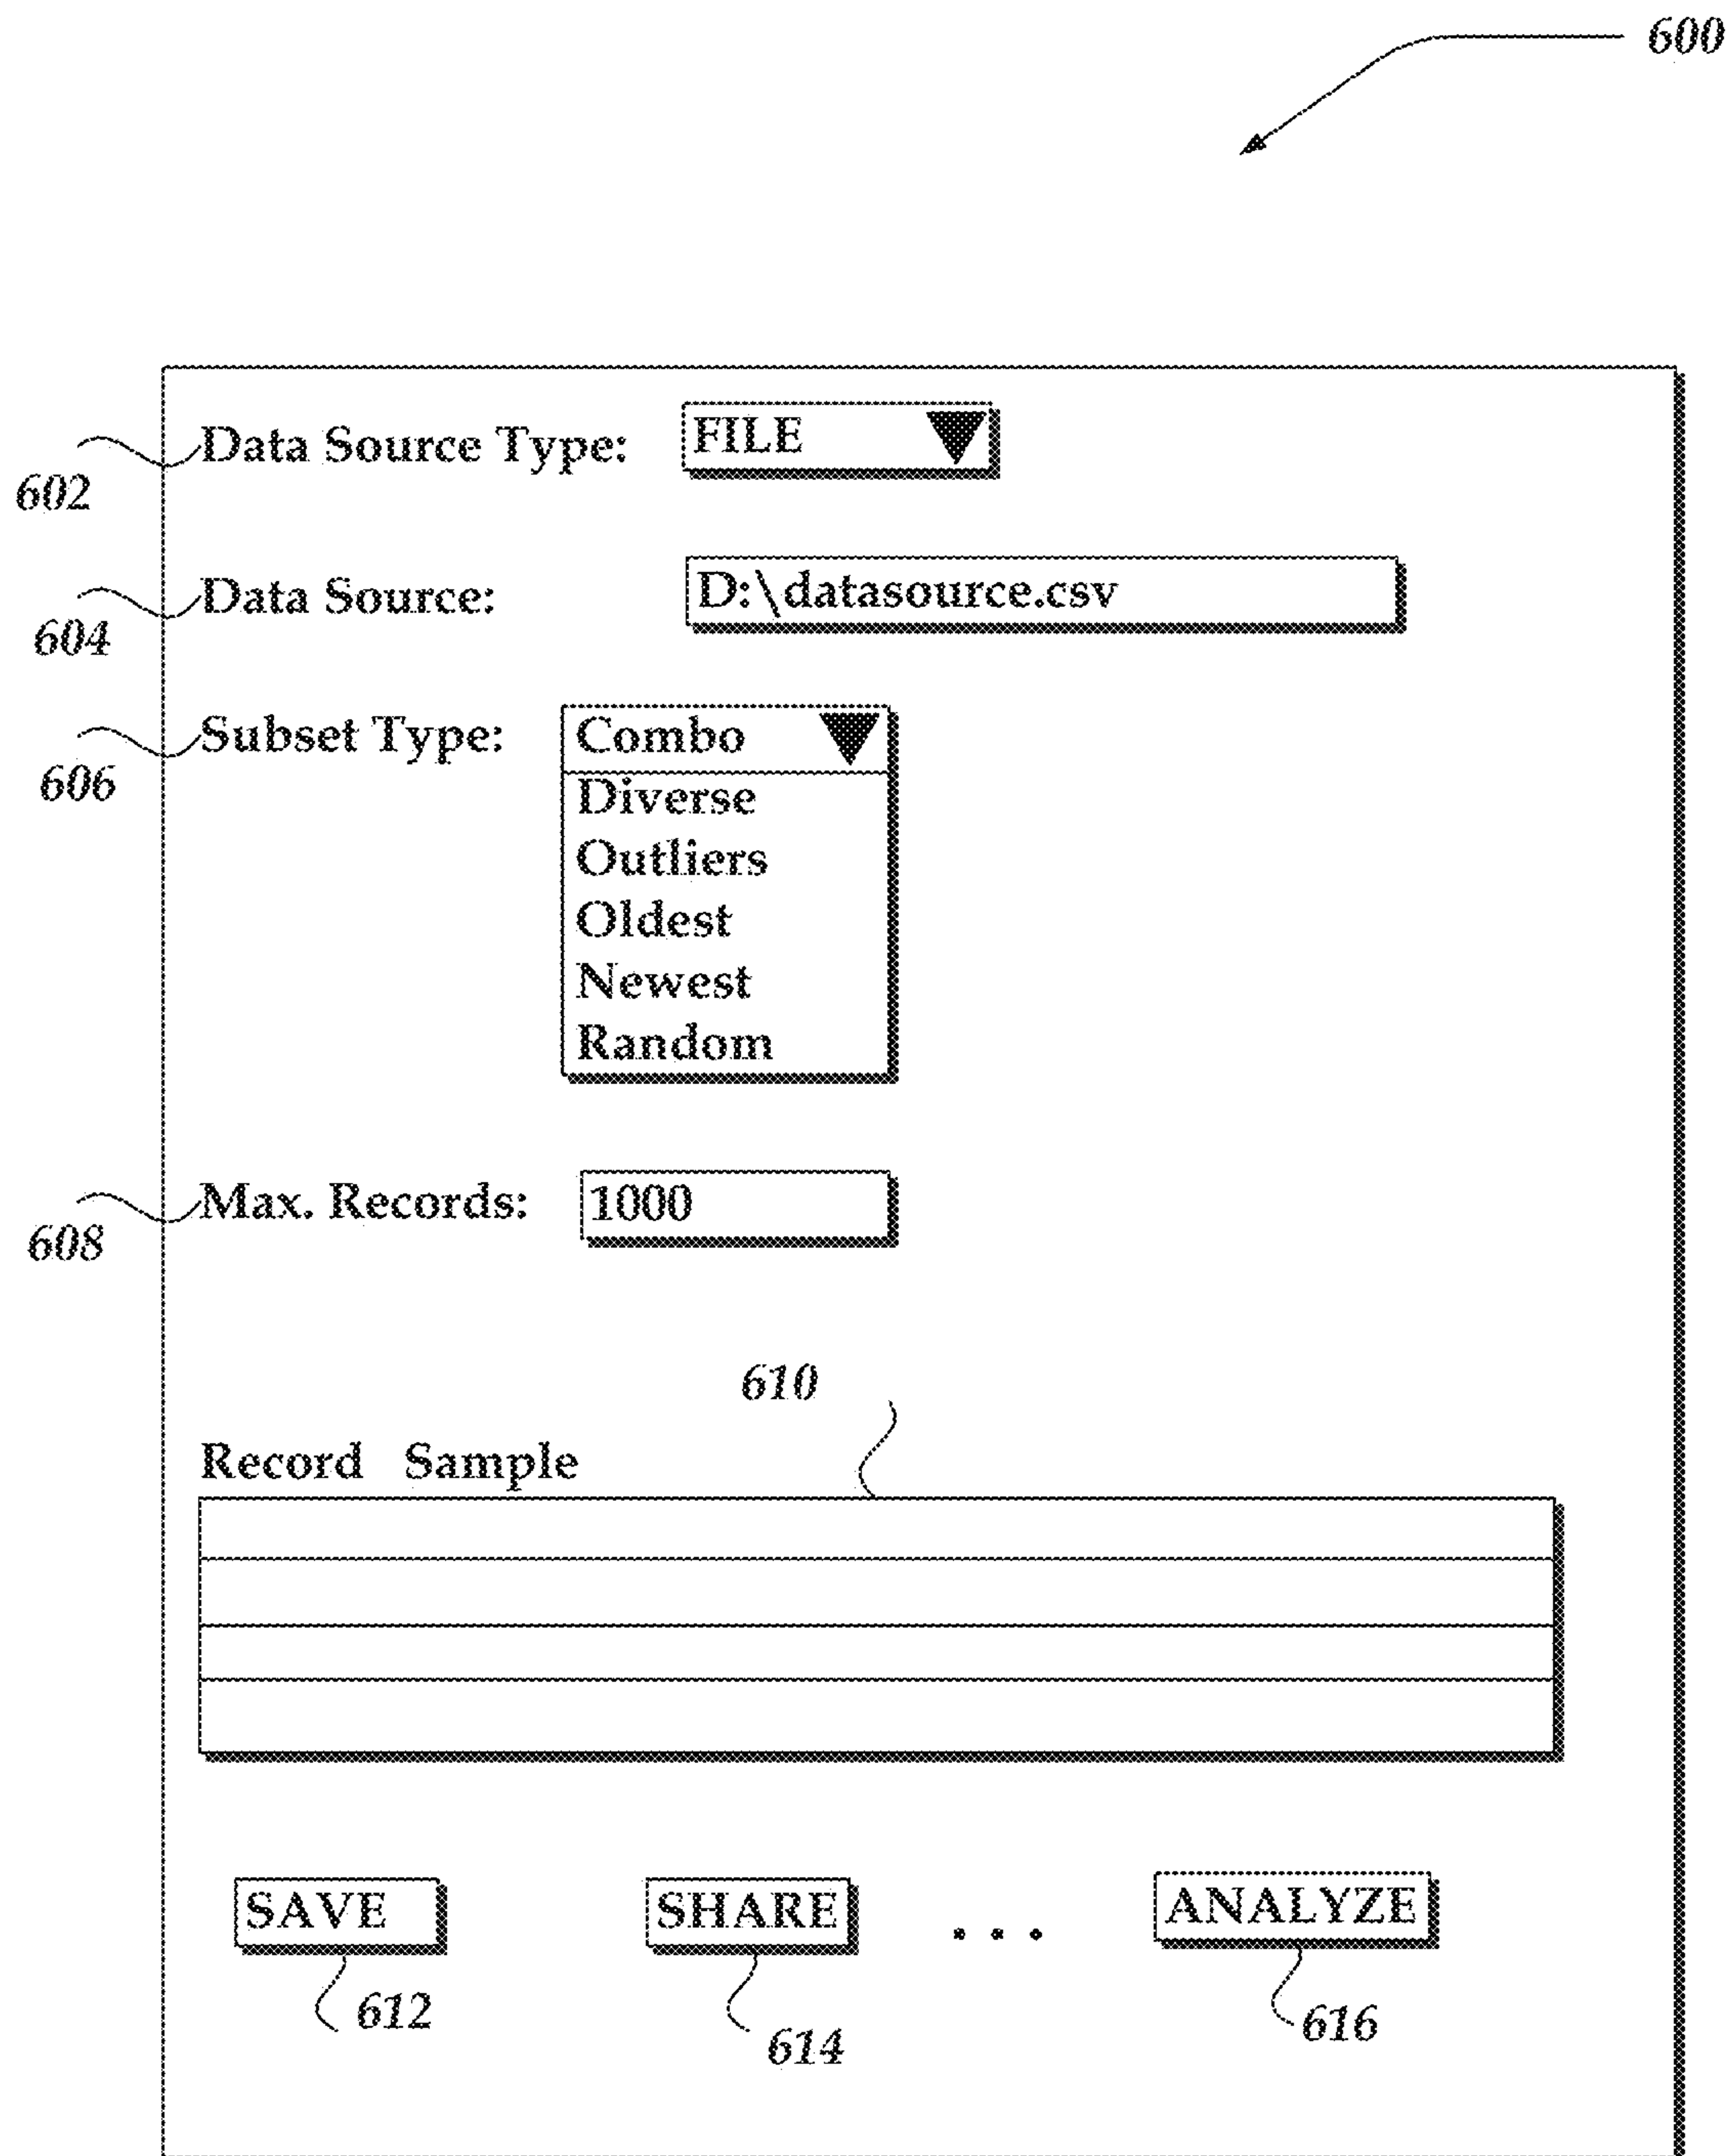 600
Data Source Type: FILE
602
Data Source: D:\datasource.csv
604
Subset Type: Combo
606
Diverse
Outliers
Oldest
Newest
Random
Max. Records: 1000
608
610
Record Sample
SAVE SHARE . . . ANALYZE
612 614 616